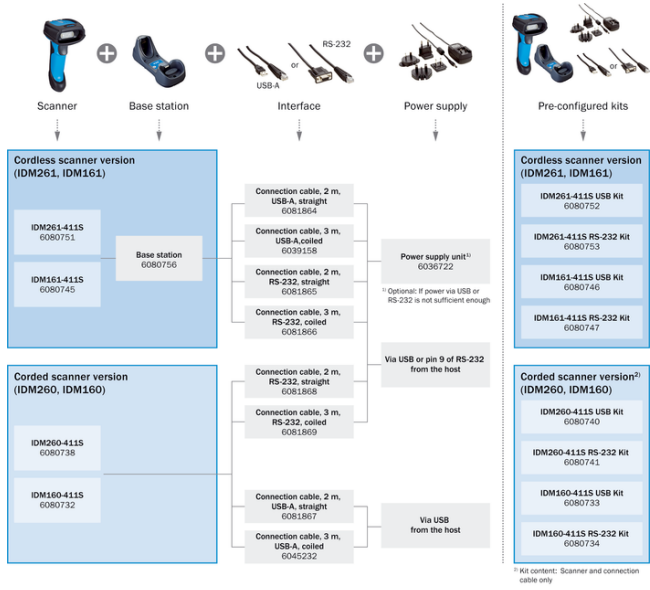 RS-232
or
USB-A
or
Scanner
Base station
Interface
Power supply
Pre-configured kits
Cordless scanner version
(IDM261, IDM161)
IDM261-411S
6080751
IDM161-411S
6080745
Base station
6080756
Connection cable, 2 m,
USB-A, straight
6081864
Connection cable, 3 m,
USB-A,coiled
6039158
Connection cable, 2 m,
RS-232, straight
6081865
Connection cable, 3 m,
RS-232, coiled
6081866
Power supply unit1)
6036722
1) Optional: If power via USB or
RS-232 is not sufficient enough
Via USB or pin 9 of RS-232
from the host
Corded scanner version
(IDM260, IDM160)
IDM260-411S
6080738
IDM160-411S
6080732
Connection cable, 2 m,
RS-232, straight
6081868
Connection cable, 3 m,
RS-232, coiled
6081869
Connection cable, 2 m,
USB-A, straight
6081867
Connection cable, 3 m,
USB-A, coiled
6045232
Via USB
from the host
Cordless scanner version
(IDM261, IDM161)
IDM261-411S USB Kit
6080752
IDM261-411S RS-232 Kit
6080753
IDM161-411S USB Kit
6080746
IDM161-411S RS-232 Kit
6080747
Corded scanner version2)
(IDM260, IDM160)
IDM260-411S USB Kit
6080740
IDM260-411S RS-232 Kit
6080741
IDM160-411S USB Kit
6080733
IDM160-411S RS-232 Kit
6080734
2) Kit content: Scanner and connection
cable only